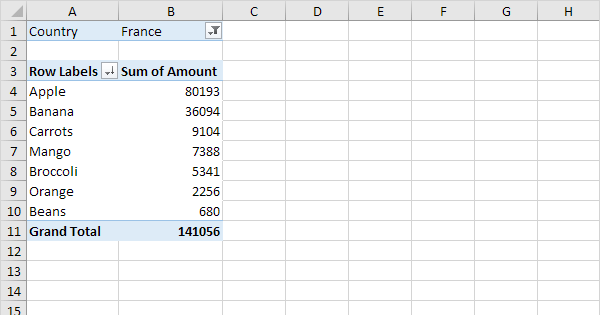 A B C D E F G H
1 Country France
2
3 Row Labels Sum of Amount
4 Apple 80193
5 Banana 36094
6 Carrots 9104
7 Mango 7388
8 Broccoli 5341
9 Orange 2256
10 Beans 680
11 Grand Total 141056
12
13
14
15